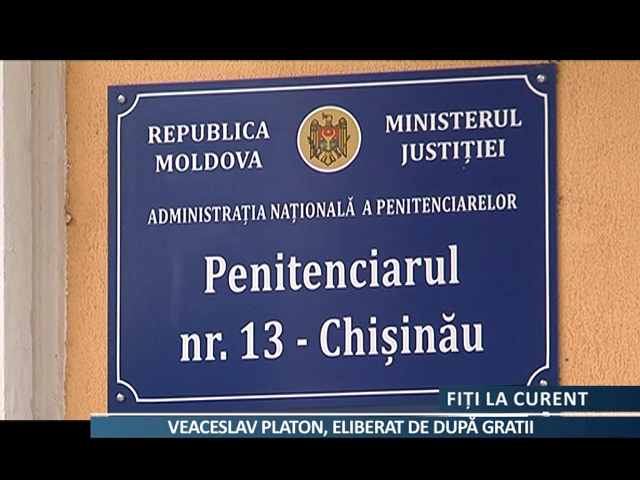 REPUBLICA
MOLDOVA
MINISTERUL
JUSTIȚIEI
ADMINISTRAȚIA NAȚIONALĂ A PENITENCIARELOR
Penitenciarul
nr. 13 - Chișinău
FIȚI LA CURENT
VEACESLAV PLATON, ELIBERAT DE DUPĂ GRATII